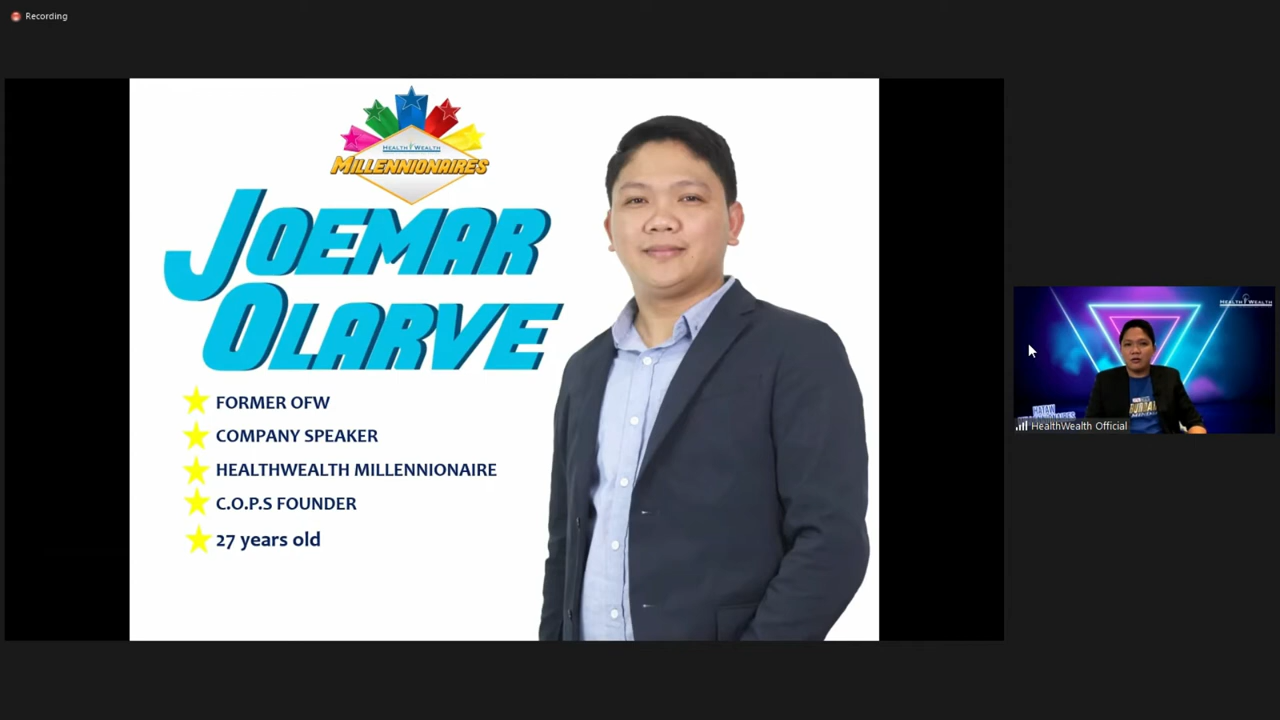 Recording
HEALTH WEALTH
MILLENNIONAIRES
JOEMAR
OLARVE
FORMER OFW
COMPANY SPEAKER
HEALTHWEALTH MILLENNIONAIRE
C.O.P.S FOUNDER
27 years old
HEALTH WEALTH
HealthWealth Official